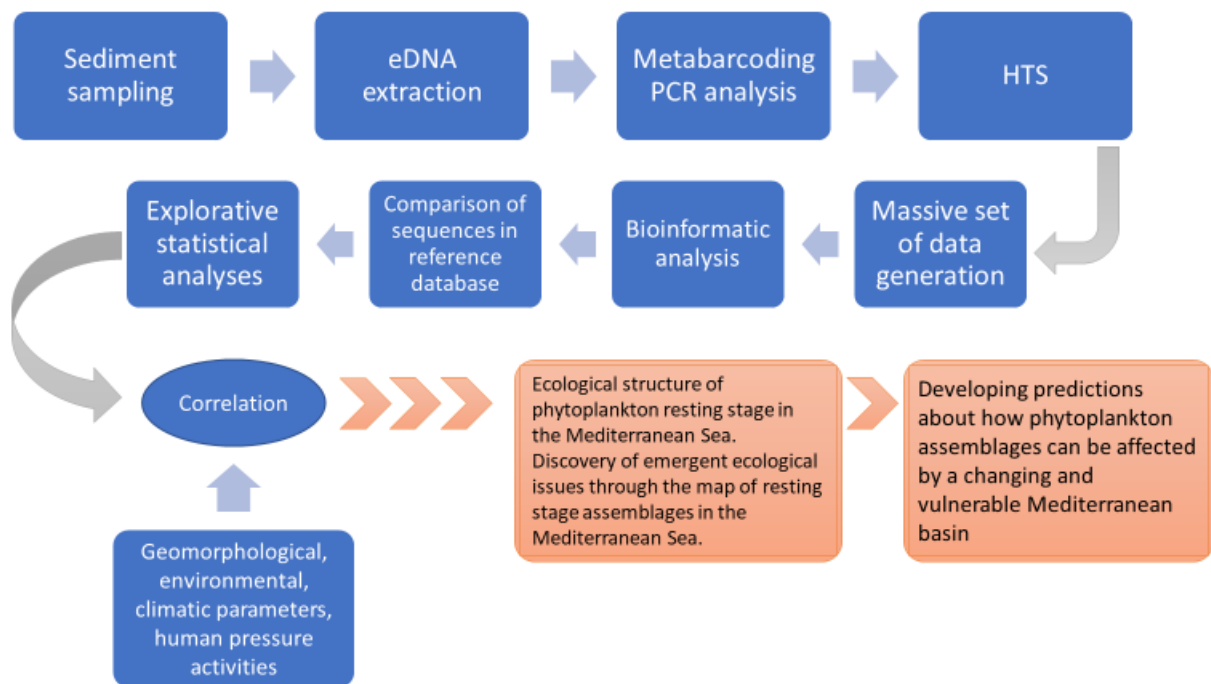 Sediment
sampling
eDNA
extraction
Metabarcoding
PCR analysis
HTS
Explorative
statistical
analyses
Comparison of
sequences in
reference
database
Bioinformatic
analysis
Massive set
of data
generation
Correlation
Ecological structure of
phytoplankton resting stage in
the Mediterranean Sea.
Discovery of emergent ecological
issues through the map of resting
stage assemblages in the
Mediterranean Sea.
Developing predictions
about how phytoplankton
assemblages can be affected
by a changing and
vulnerable Mediterranean
basin
Geomorphological,
environmental,
climatic parameters,
human pressure
activities